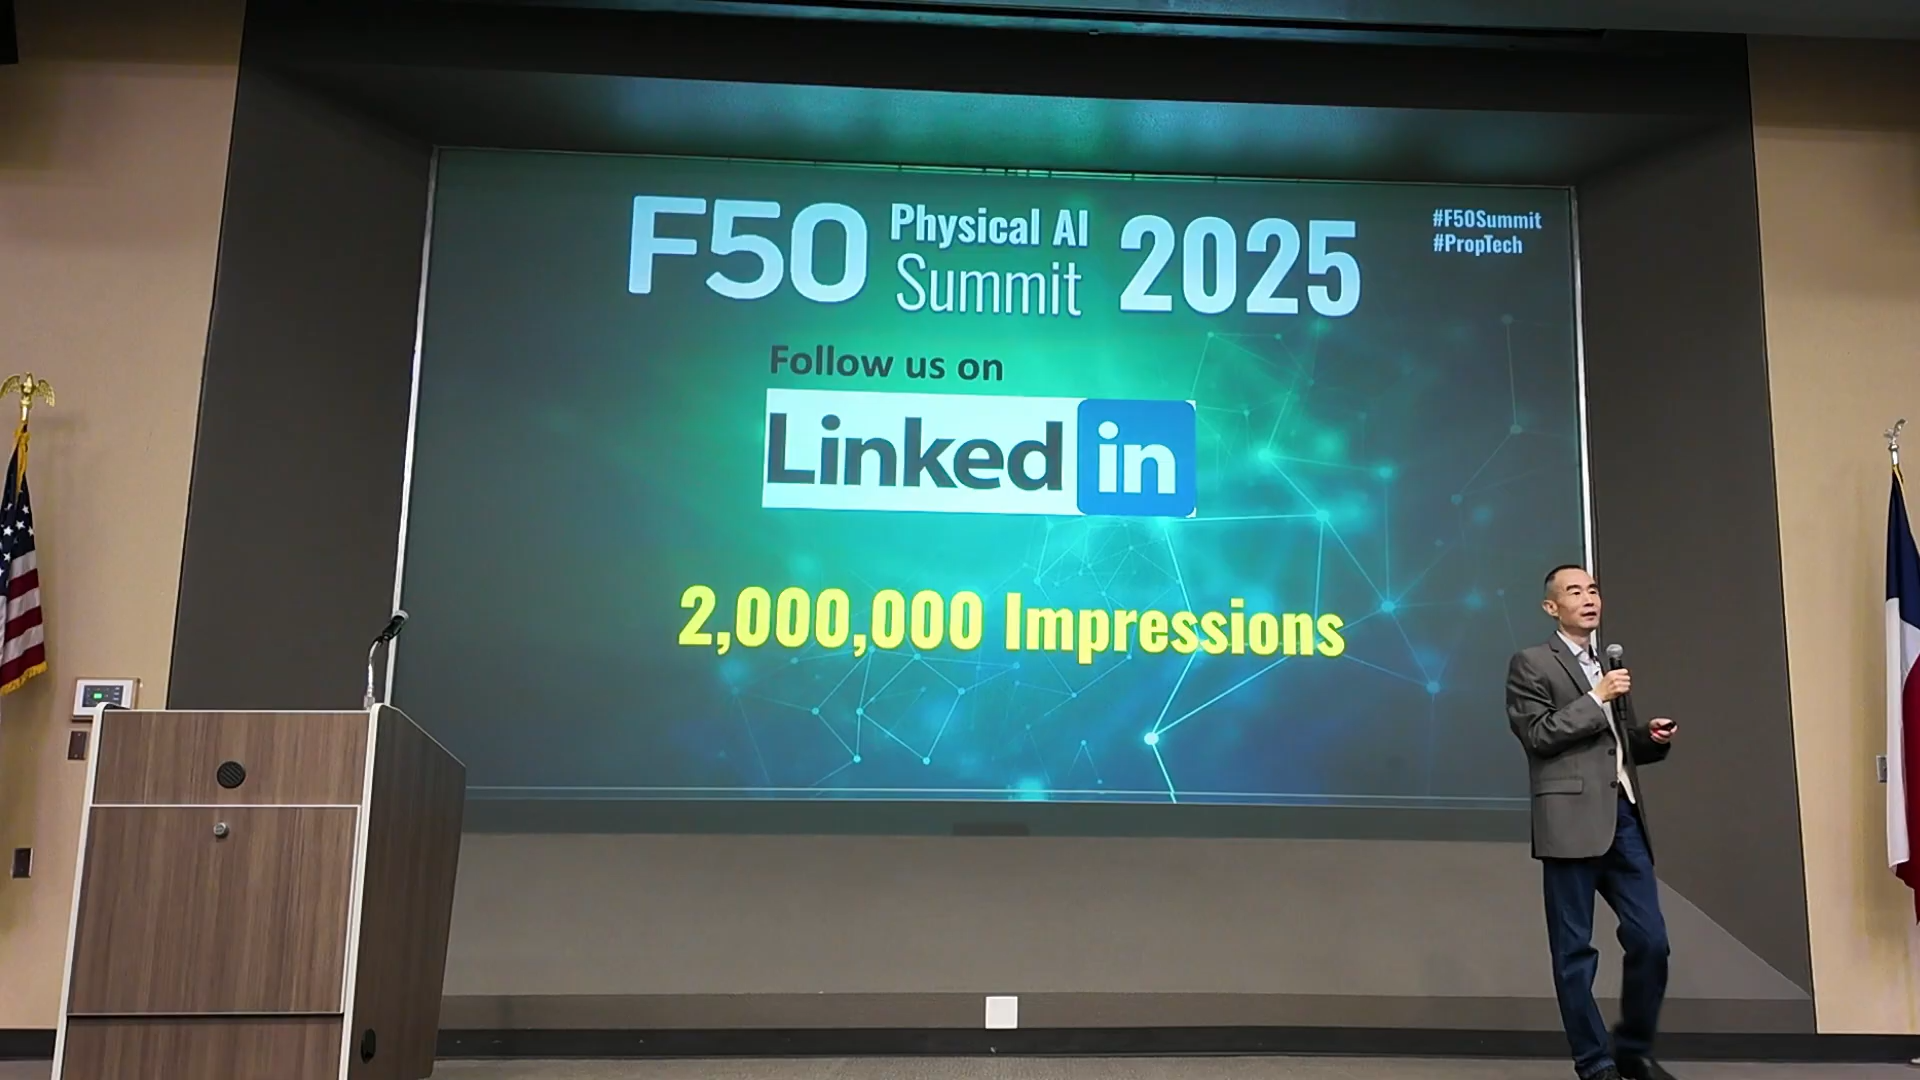 F50 Physical AI Summit 2025
#F50Summit
#PropTech
Follow us on
Linked in
2,000,000 Impressions